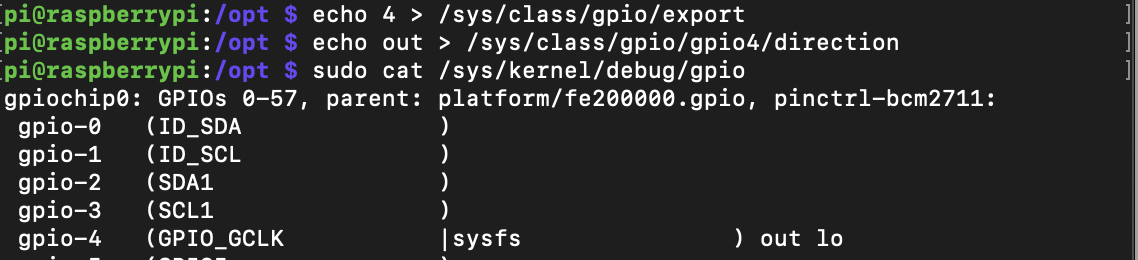 [pi@raspberrypi:/opt $ echo 4 > /sys/class/gpio/export ]
[pi@raspberrypi:/opt $ echo out > /sys/class/gpio/gpio4/direction ]
[pi@raspberrypi:/opt $ sudo cat /sys/kernel/debug/gpio ]
gpiochip0: GPIOs 0-57, parent: platform/fe200000.gpio, pinctrl-bcm2711:
 gpio-0   (ID_SDA              )
 gpio-1   (ID_SCL              )
 gpio-2   (SDA1                )
 gpio-3   (SCL1                )
 gpio-4   (GPIO_GCLK           |sysfs               ) out lo